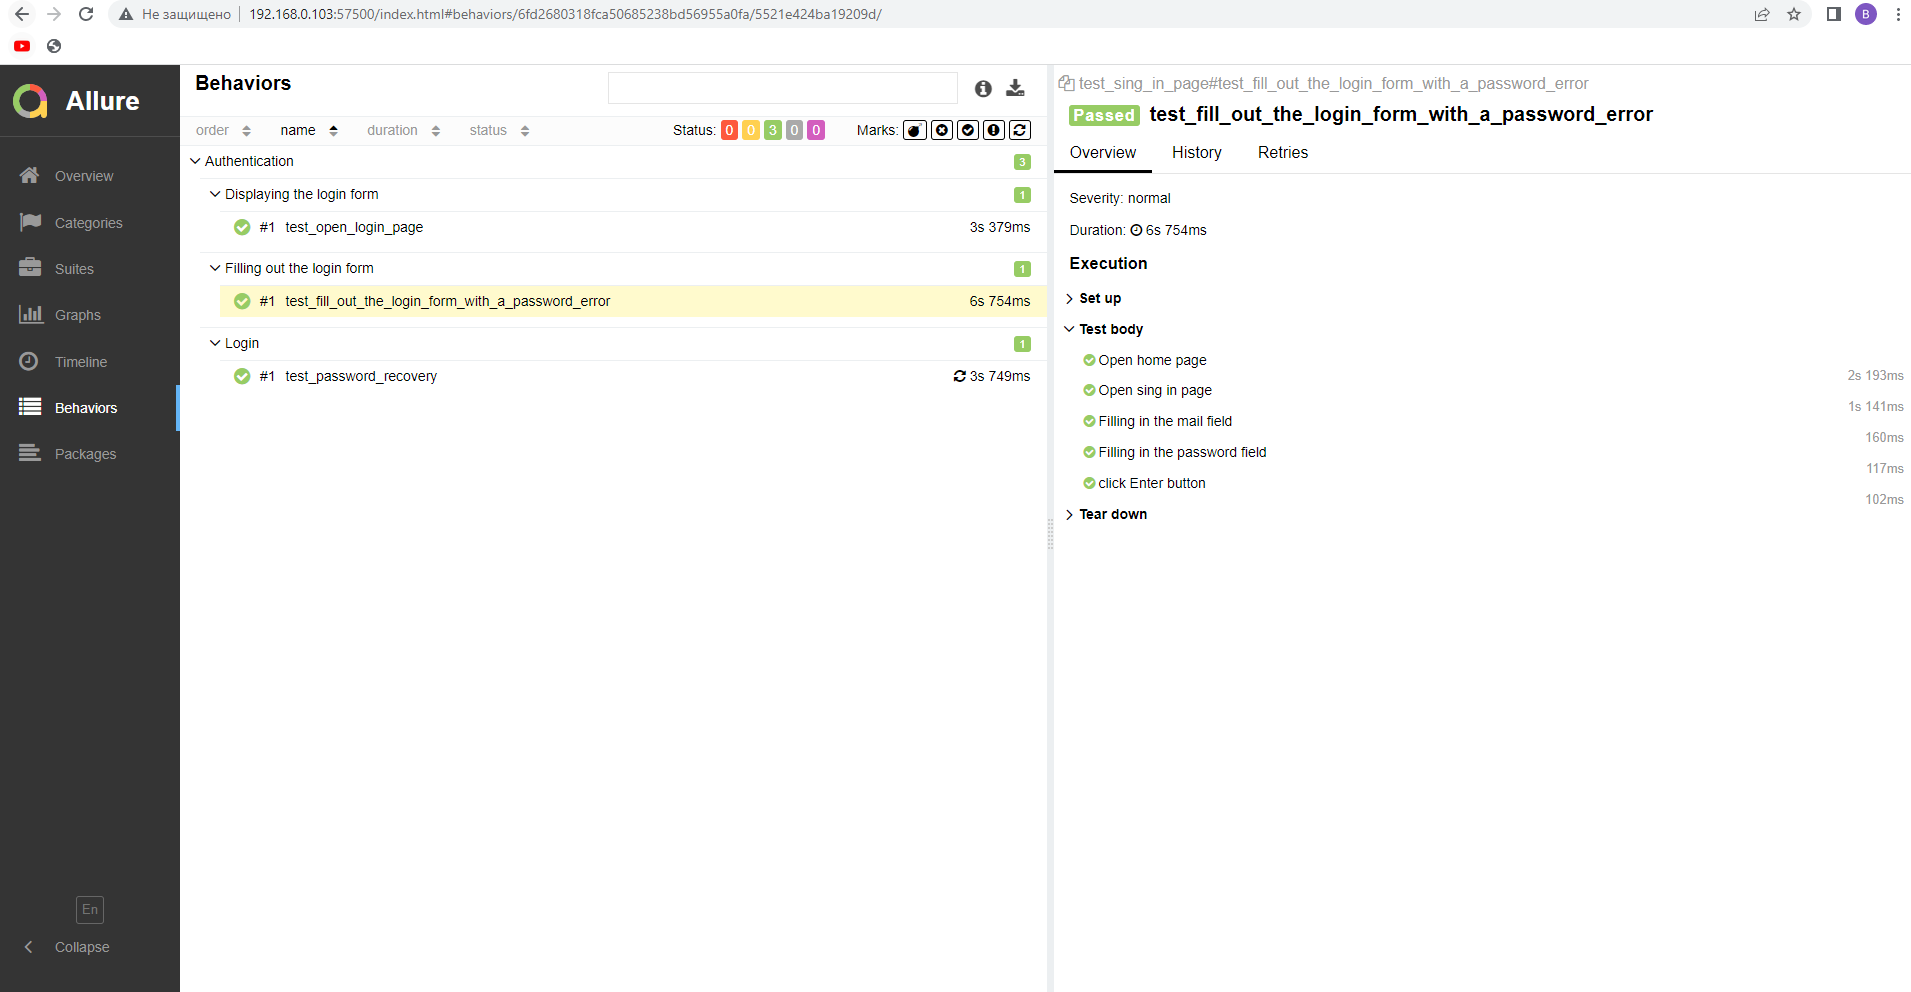 Не защищено 192.168.0.103:57500/index.html#behaviors/6fd2680318fca50685238bd56955a0fa/5521e424ba19209d/
B
Allure
Overview
Categories
Suites
Graphs
Timeline
Behaviors
Packages
En
Collapse
Behaviors
order name duration status Status: 0 0 3 0 0 Marks:
Authentication 3
Displaying the login form 1
#1 test_open_login_page 3s 379ms
Filling out the login form 1
#1 test_fill_out_the_login_form_with_a_password_error 6s 754ms
Login 1
#1 test_password_recovery 3s 749ms
test_sing_in_page#test_fill_out_the_login_form_with_a_password_error
Passed test_fill_out_the_login_form_with_a_password_error
Overview History Retries
Severity: normal
Duration: 6s 754ms
Execution
Set up
Test body
Open home page
2s 193ms
Open sing in page
1s 141ms
Filling in the mail field
160ms
Filling in the password field
117ms
click Enter button
102ms
Tear down